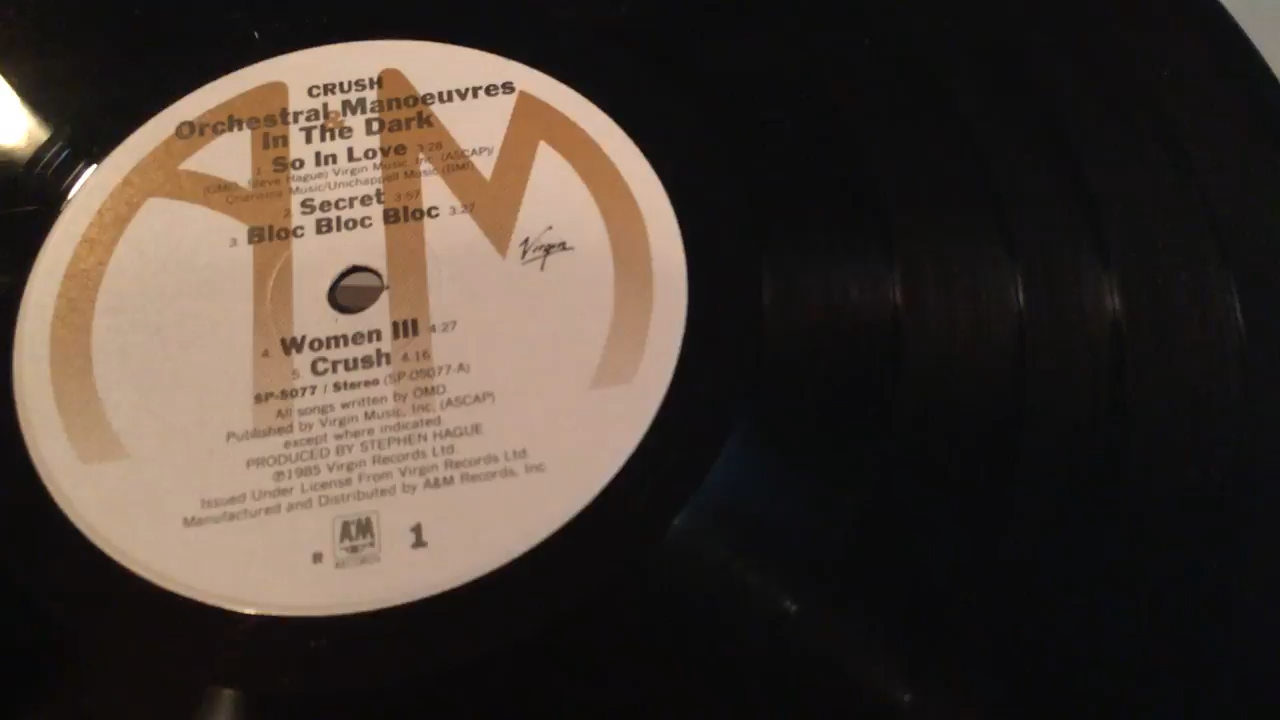 CRUSH
Orchestral Manoeuvres
In The Dark
1. So In Love 3:28
(OMD, Steve Hague) Virgin Music, Inc. (ASCAP)/
Charisma Music/Unichappell Music (BMI)
2. Secret 3:57
3. Bloc Bloc Bloc 3:27
Virgin
4. Women III 4:27
5. Crush 4:16
SP-5077 / Stereo (SP-05077-A)
All songs written by OMD.
Published by Virgin Music, Inc. (ASCAP)
except where indicated.
PRODUCED BY STEPHEN HAGUE
℗1985 Virgin Records Ltd.
Issued Under License From Virgin Records Ltd.
Manufactured and Distributed by A&M Records, Inc.
R A&M RECORDS 1